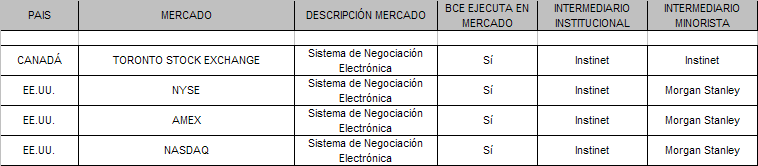 PAIS MERCADO DESCRIPCIÓN MERCADO BCE EJECUTA EN MERCADO INTERMEDIARIO INSTITUCIONAL INTERMEDIARIO MINORISTA
CANADÁ TORONTO STOCK EXCHANGE Sistema de Negociación Electrónica Sí Instinet Instinet
EE.UU. NYSE Sistema de Negociación Electrónica Sí Instinet Morgan Stanley
EE.UU. AMEX Sistema de Negociación Electrónica Sí Instinet Morgan Stanley
EE.UU. NASDAQ Sistema de Negociación Electrónica Sí Instinet Morgan Stanley